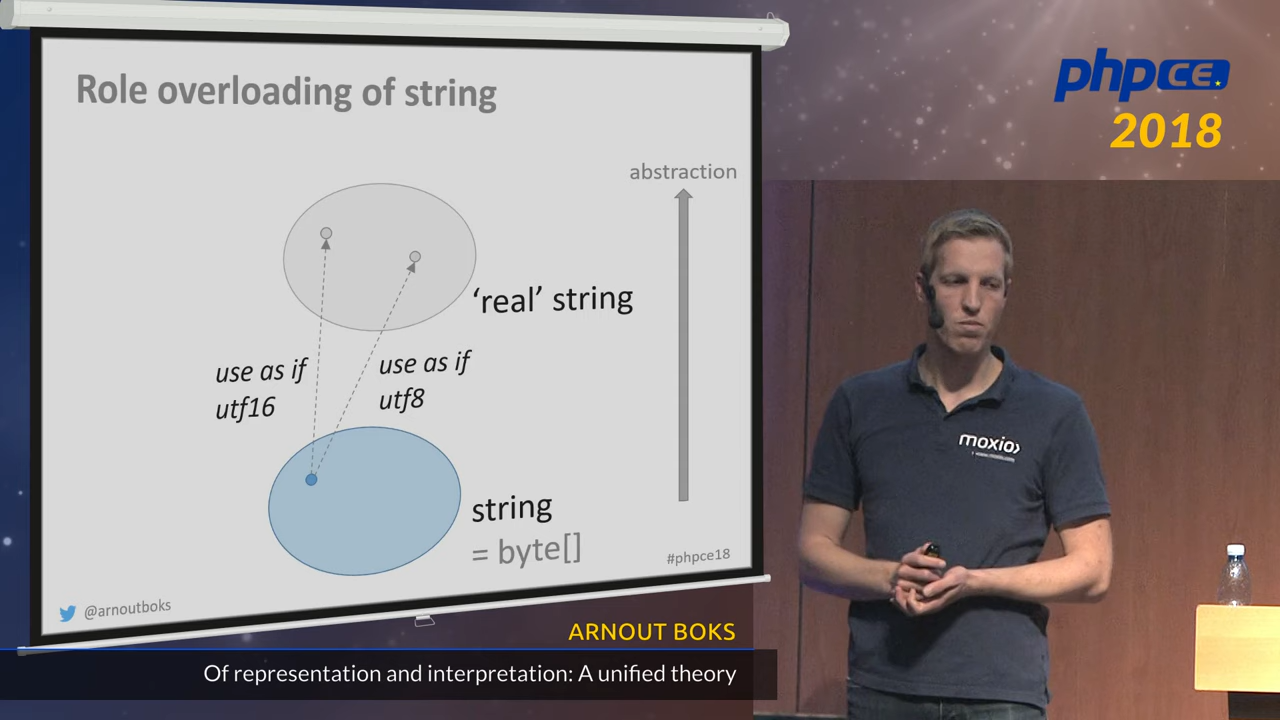 Role overloading of string
abstraction
'real' string
use as if
utf16
use as if
utf8
string
= byte[]
#phpce18
@arnoutboks
phpCE.
2018
moxio
ARNOUT BOKS
Of representation and interpretation: A unified theory